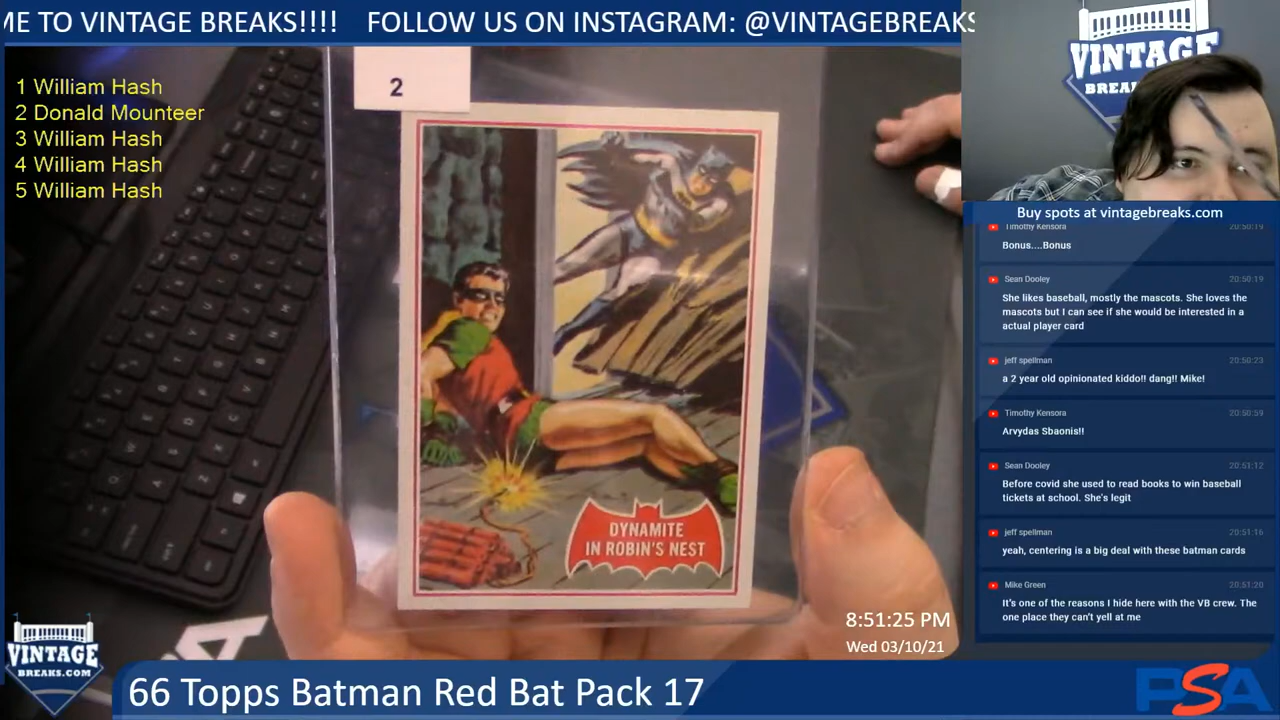 ME TO VINTAGE BREAKS!!!! FOLLOW US ON INSTAGRAM: @VINTAGEBREAKS
VINTAGE
BREA
1 William Hash
2 Donald Mounteer
3 William Hash
4 William Hash
5 William Hash
2
DYNAMITE
IN ROBIN'S NEST
Buy spots at vintagebreaks.com
Timothy Kensora 20:50:19
Bonus....Bonus
Sean Dooley 20:50:19
She likes baseball, mostly the mascots. She loves the
mascots but I can see if she would be interested in a
actual player card
jeff spellman 20:50:23
a 2 year old opinionated kiddo!! dang!! Mike!
Timothy Kensora 20:50:59
Arvydas Sbaonis!!
Sean Dooley 20:51:12
Before covid she used to read books to win baseball
tickets at school. She's legit
jeff spellman 20:51:16
yeah, centering is a big deal with these batman cards
Mike Green 20:51:20
It's one of the reasons I hide here with the VB crew. The
one place they can't yell at me
8:51:25 PM
Wed 03/10/21
VINTAGE
BREAKS.COM
66 Topps Batman Red Bat Pack 17
PSA